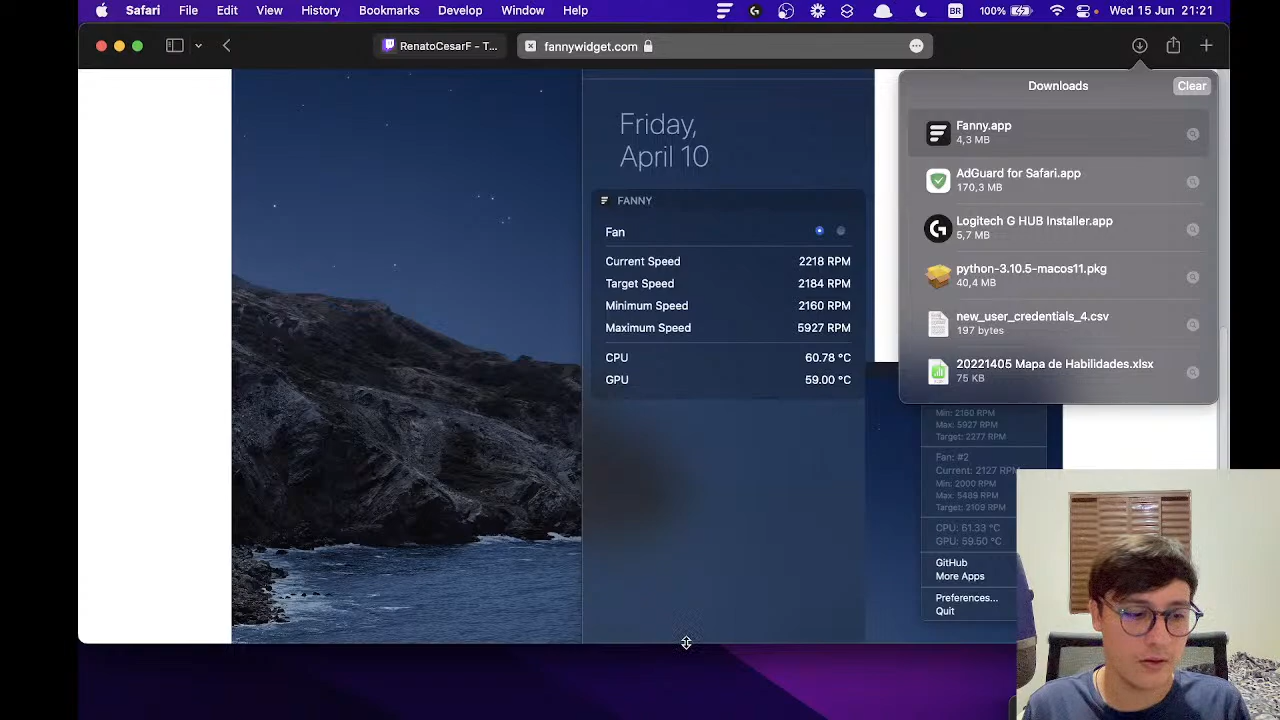 Safari File Edit View History Bookmarks Develop Window Help BR 100% Wed 15 Jun 21:21
RenatoCesarF - T...
fannywidget.com
Downloads
Clear
Fanny.app
4,3 MB
AdGuard for Safari.app
170,3 MB
Logitech G HUB Installer.app
5,7 MB
python-3.10.5-macos11.pkg
40,4 MB
new_user_credentials_4.csv
197 bytes
20221405 Mapa de Habilidades.xlsx
75 KB
Friday,
April 10
FANNY
Fan
Current Speed 2218 RPM
Target Speed 2184 RPM
Minimum Speed 2160 RPM
Maximum Speed 5927 RPM
CPU 60.78 °C
GPU 59.00 °C
Min: 2160 RPM
Max: 5927 RPM
Target: 2277 RPM
Fan: #2
Current: 2127 RPM
Min: 2000 RPM
Max: 5489 RPM
Target: 2109 RPM
CPU: 61.33 °C
GPU: 59.50 °C
GitHub
More Apps
Preferences...
Quit